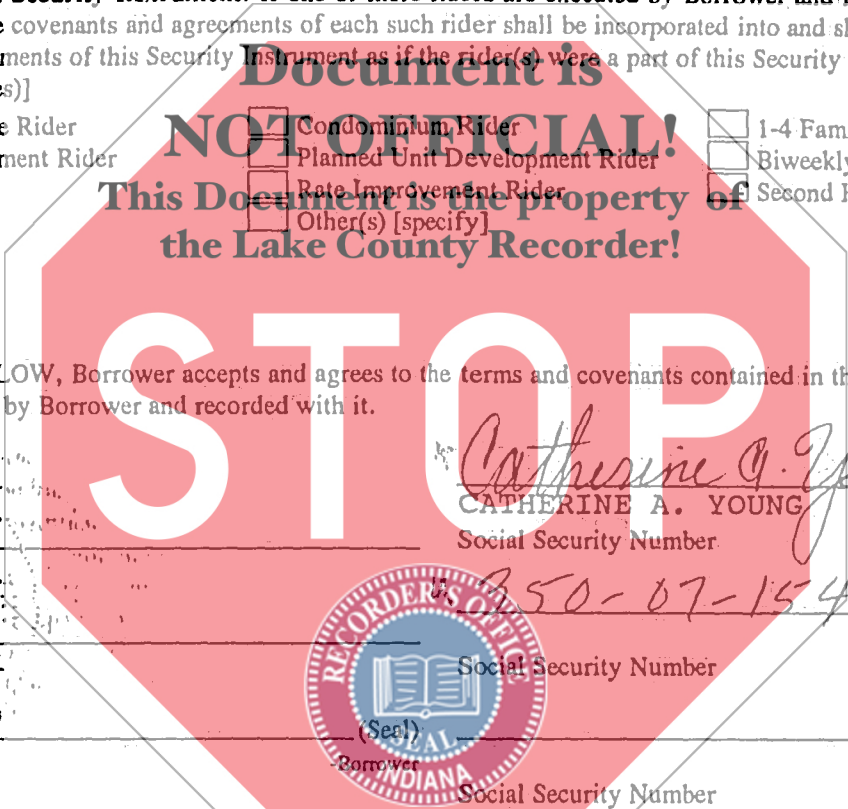 e covenants and agreements of each such rider shall be incorporated into and sh
ments of this Security Instrument as if the rider(s) were a part of this Security
s)]
Document is
NOT OFFICIAL!
This Document is the property of
the Lake County Recorder!
e Rider Condominium Rider 1-4 Fam
ment Rider Planned Unit Development Rider Biweekly
Rate Improvement Rider Second H
Other(s) [specify]
STOP
LOW, Borrower accepts and agrees to the terms and covenants contained in th
by Borrower and recorded with it.
Catherine A. Yo
CATHERINE A. YOUNG
Social Security Number
Social Security Number
(Seal)
-Borrower
Social Security Number
RECORDER'S OFFICE
SEAL
INDIANA